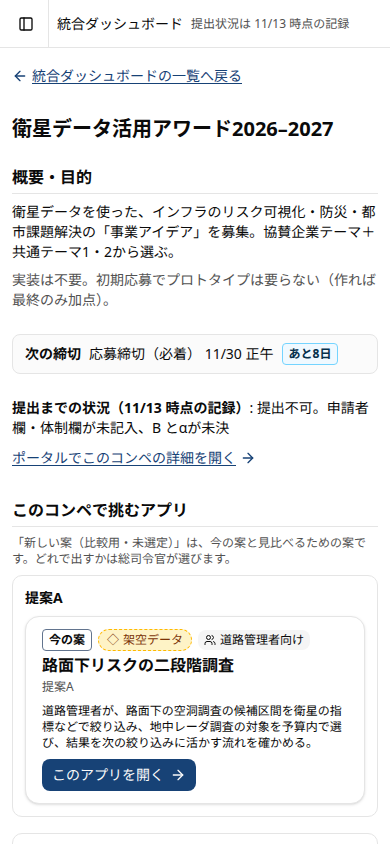 統合ダッシュボード 提出状況は 11/13 時点の記録
← 統合ダッシュボードの一覧へ戻る
衛星データ活用アワード2026–2027
概要・目的
衛星データを使った、インフラのリスク可視化・防災・都
市課題解決の「事業アイデア」を募集。協賛企業テーマ＋
共通テーマ1・2から選ぶ。
実装は不要。初期応募でプロトタイプは要らない（作れば
最終のみ加点）。
次の締切 応募締切（必着） 11/30 正午 あと8日
提出までの状況（11/13 時点の記録）: 提出不可。申請者
欄・体制欄が未記入、B とαが未決
ポータルでこのコンペの詳細を開く →
このコンペで挑むアプリ
「新しい案（比較用・未選定）」は、今の案と見比べるための案で
す。どれで出すかは総司令官が選びます。
提案A
今の案 ◇ 架空データ 道路管理者向け
路面下リスクの二段階調査
提案A
道路管理者が、路面下の空洞調査の候補区間を衛星の指
標などで絞り込み、地中レーダ調査の対象を予算内で選
び、結果を次の絞り込みに活かす流れを確かめる。
このアプリを開く →